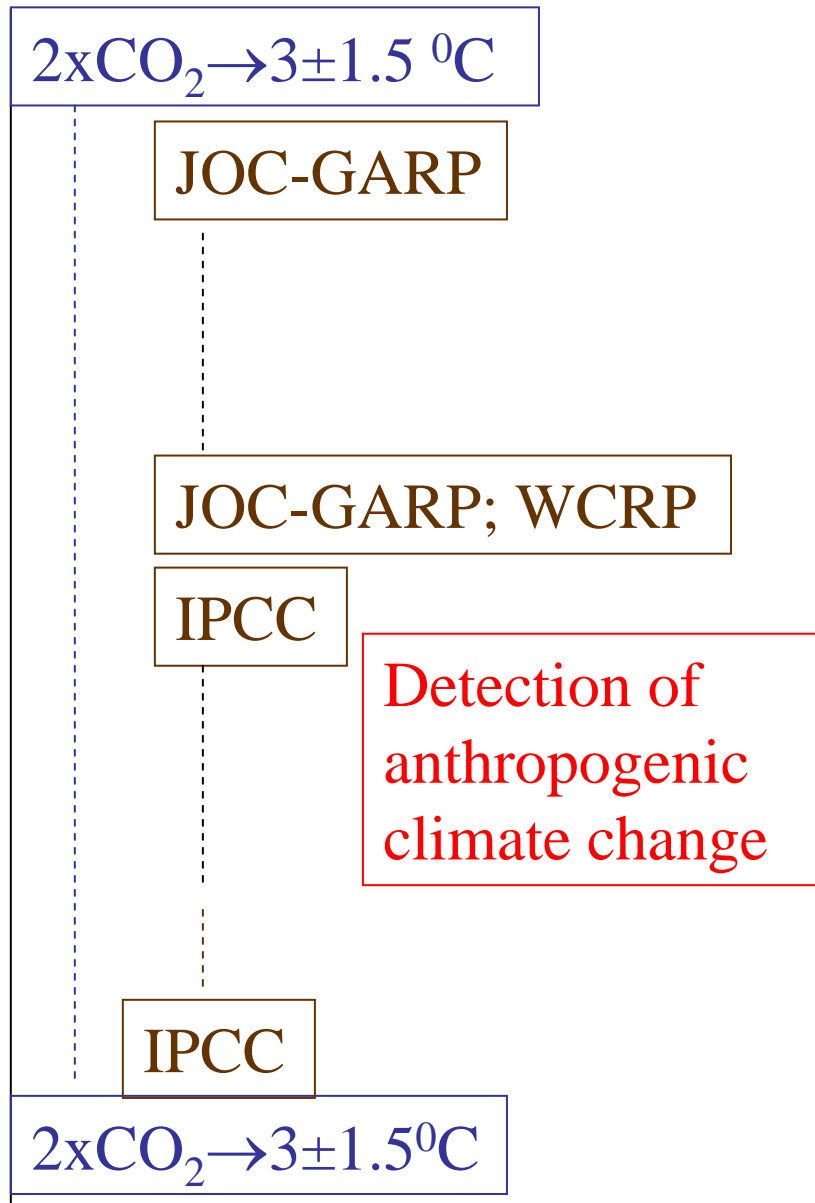 2xCO₂→3±1.5 ⁰C
JOC-GARP
JOC-GARP; WCRP
IPCC
Detection of
anthropogenic
climate change
IPCC
2xCO₂→3±1.5⁰C